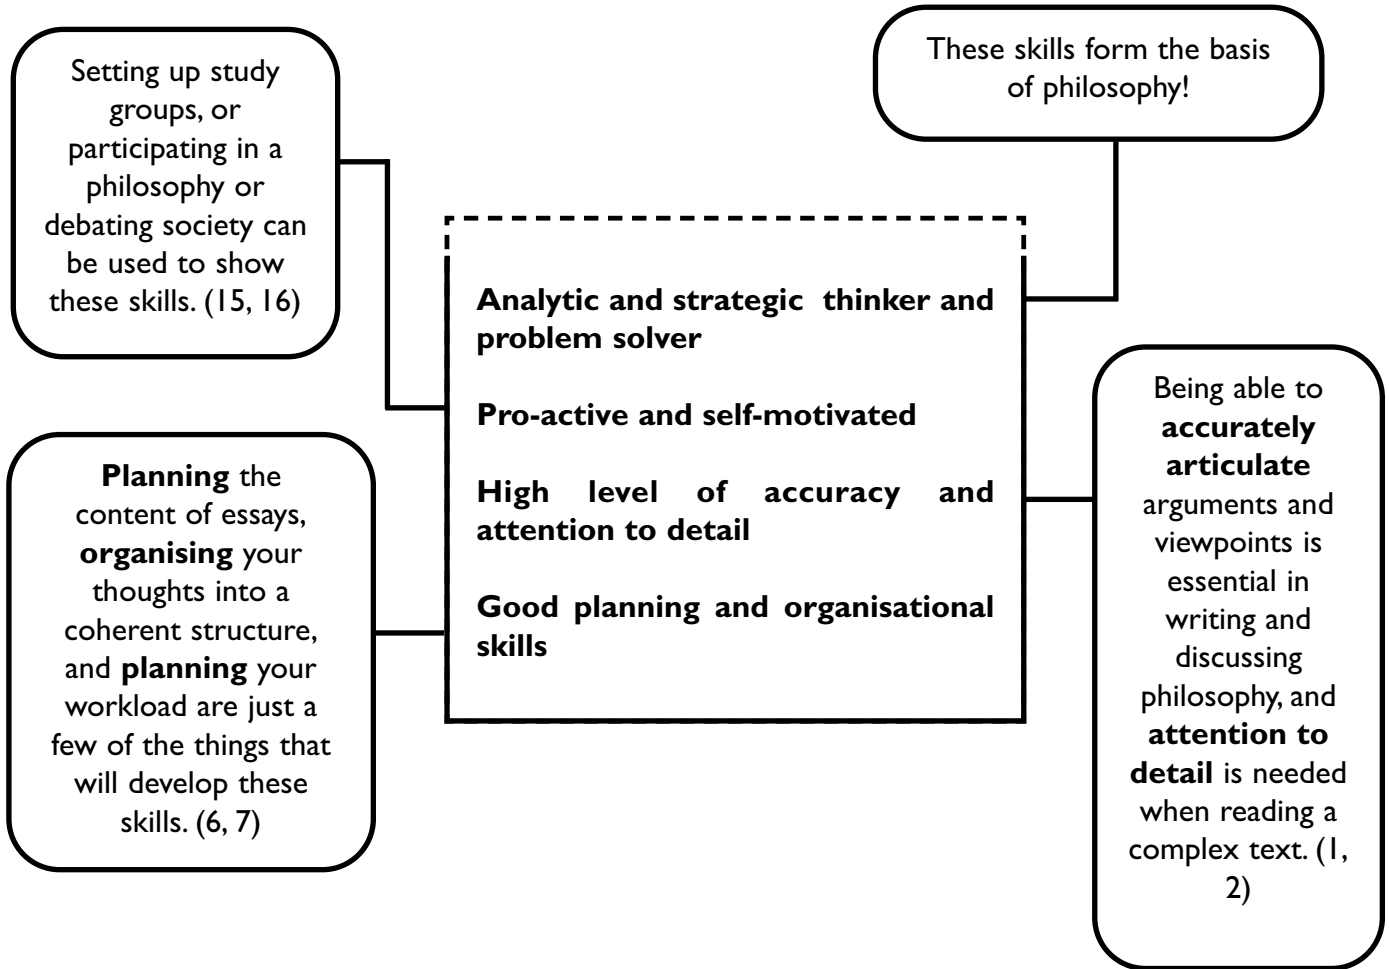 Setting up study
groups, or
participating in a
philosophy or
debating society can
be used to show
these skills. (15, 16)
These skills form the basis
of philosophy!
Analytic and strategic thinker and
problem solver
Pro-active and self-motivated
High level of accuracy and
attention to detail
Good planning and organisational
skills
Planning the
content of essays,
organising your
thoughts into a
coherent structure,
and planning your
workload are just a
few of the things that
will develop these
skills. (6, 7)
Being able to
accurately
articulate
arguments and
viewpoints is
essential in
writing and
discussing
philosophy, and
attention to
detail is needed
when reading a
complex text. (1,
2)